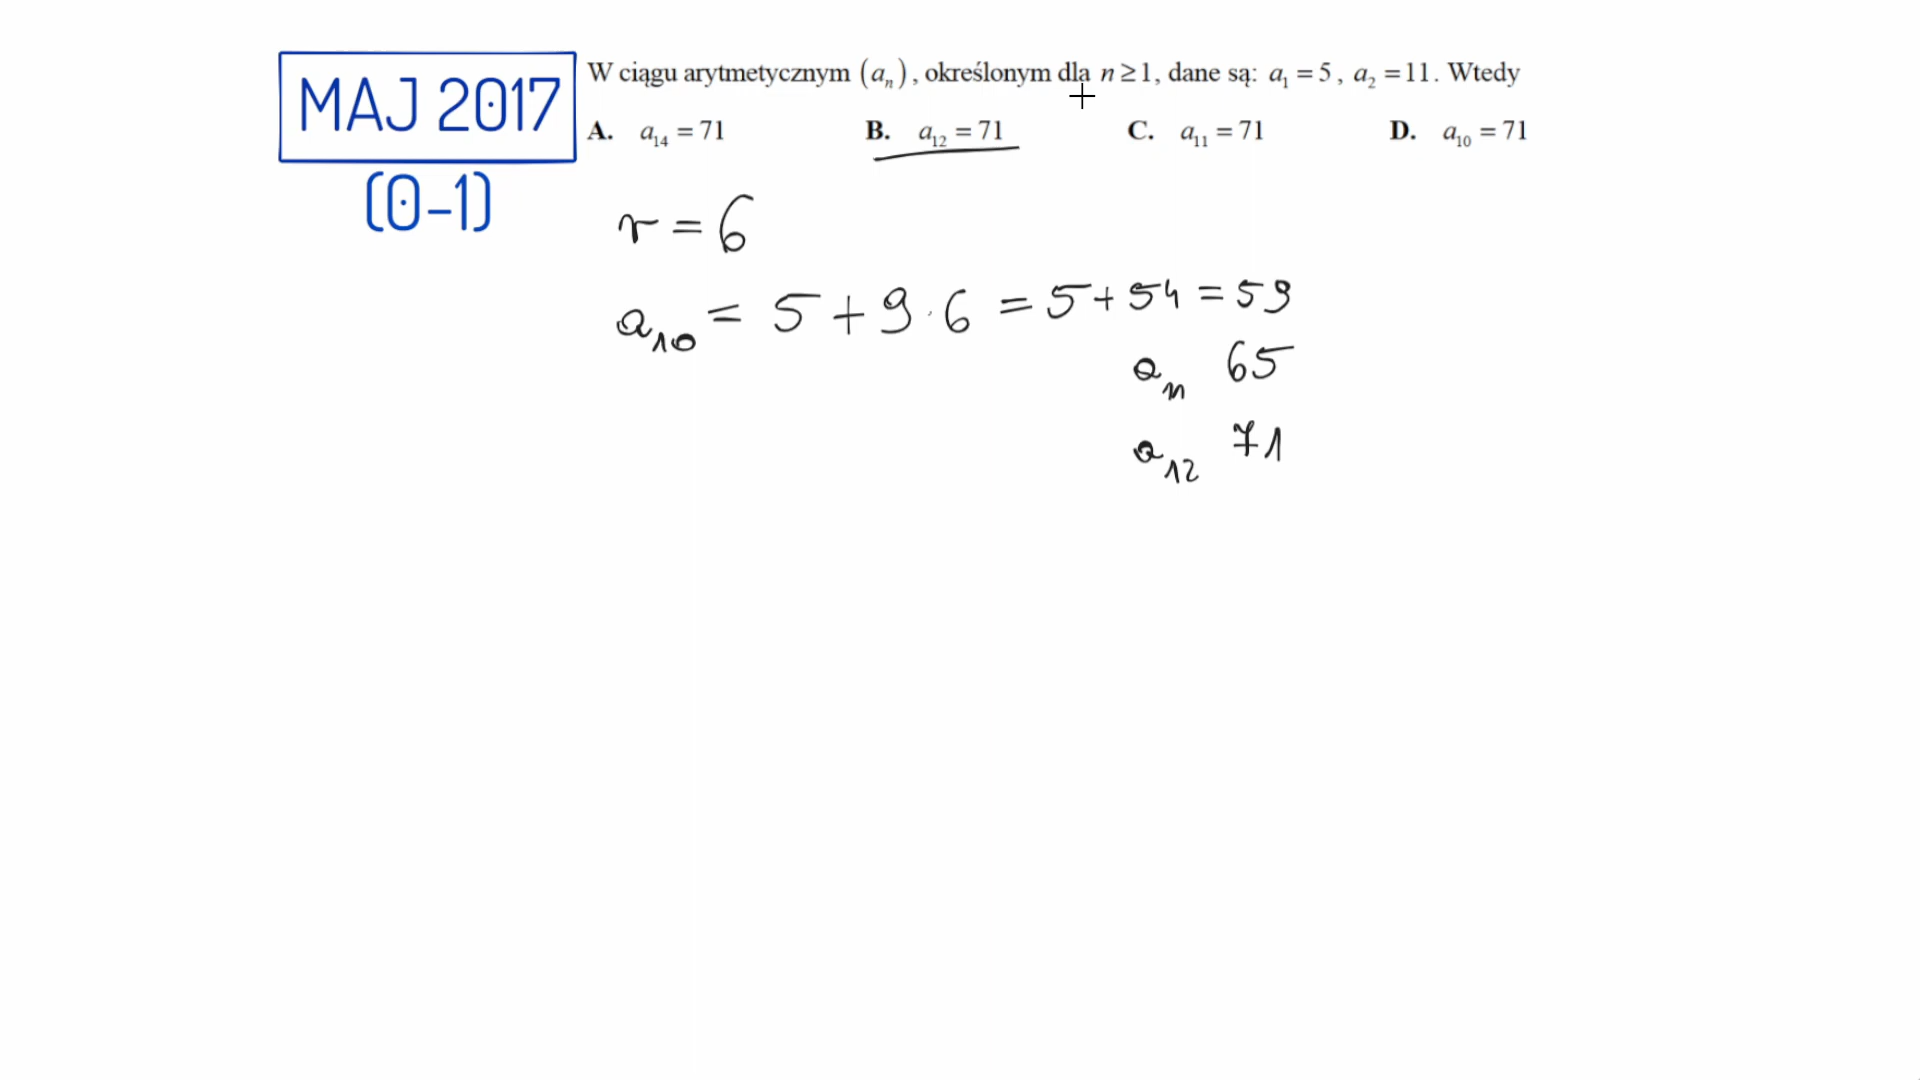 MAJ 2017
(0-1)
W ciągu arytmetycznym (aₙ), określonym dla n ≥ 1, dane są: a₁ = 5, a₂ = 11. Wtedy
A. a₁₄ = 71 B. a₁₂ = 71 C. a₁₁ = 71 D. a₁₀ = 71
r = 6
a₁₀ = 5 + 9 · 6 = 5 + 54 = 59
a₁₁ 65
a₁₂ 71